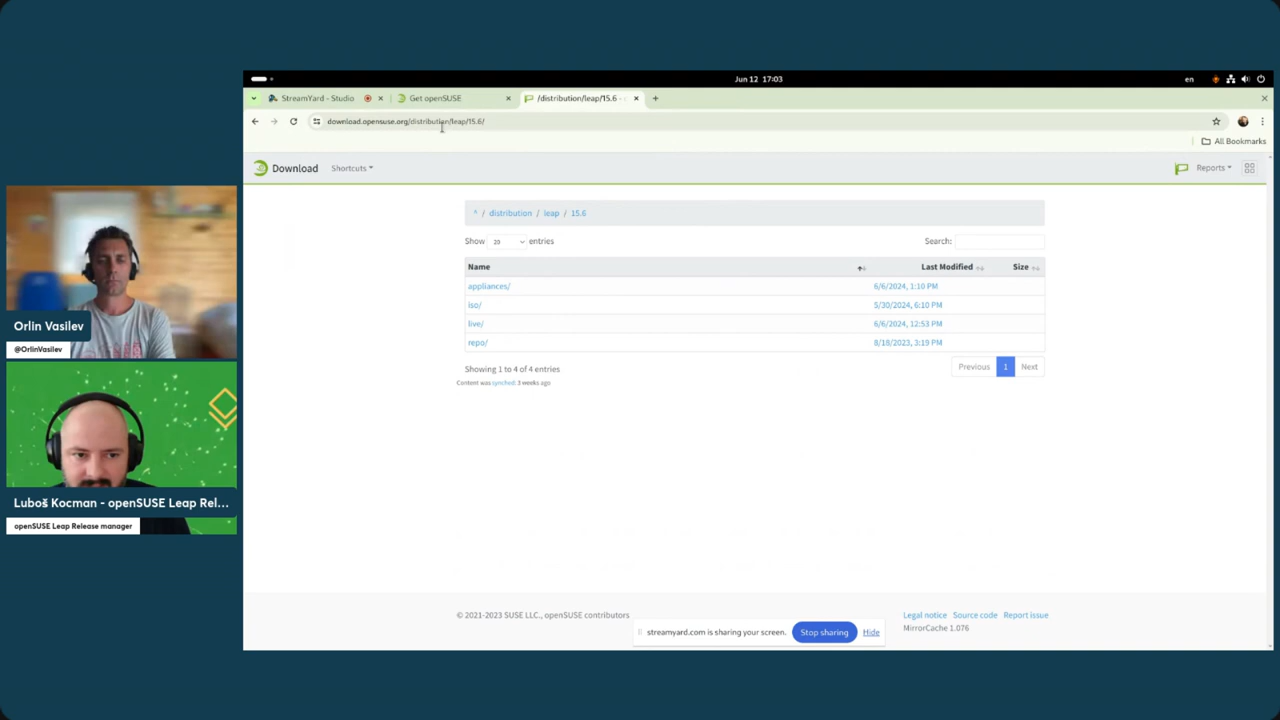 Jun 12 17:03
en
StreamYard - Studio
Get openSUSE
/distribution/leap/15.6 -
download.opensuse.org/distribution/leap/15.6/
All Bookmarks
Download
Shortcuts
Reports
^ / distribution / leap / 15.6
Show 20 entries
Search:
Name Last Modified Size
appliances/ 6/6/2024, 1:10 PM
iso/ 5/30/2024, 6:10 PM
live/ 6/6/2024, 12:53 PM
repo/ 8/18/2023, 3:19 PM
Showing 1 to 4 of 4 entries
Previous 1 Next
Content was synched. 3 weeks ago
Orlin Vasilev
@OrlinVasilev
Luboš Kocman - openSUSE Leap Rel...
openSUSE Leap Release manager
© 2021-2023 SUSE LLC., openSUSE contributors
Legal notice Source code Report issue
MirrorCache 1.076
streamyard.com is sharing your screen. Stop sharing Hide